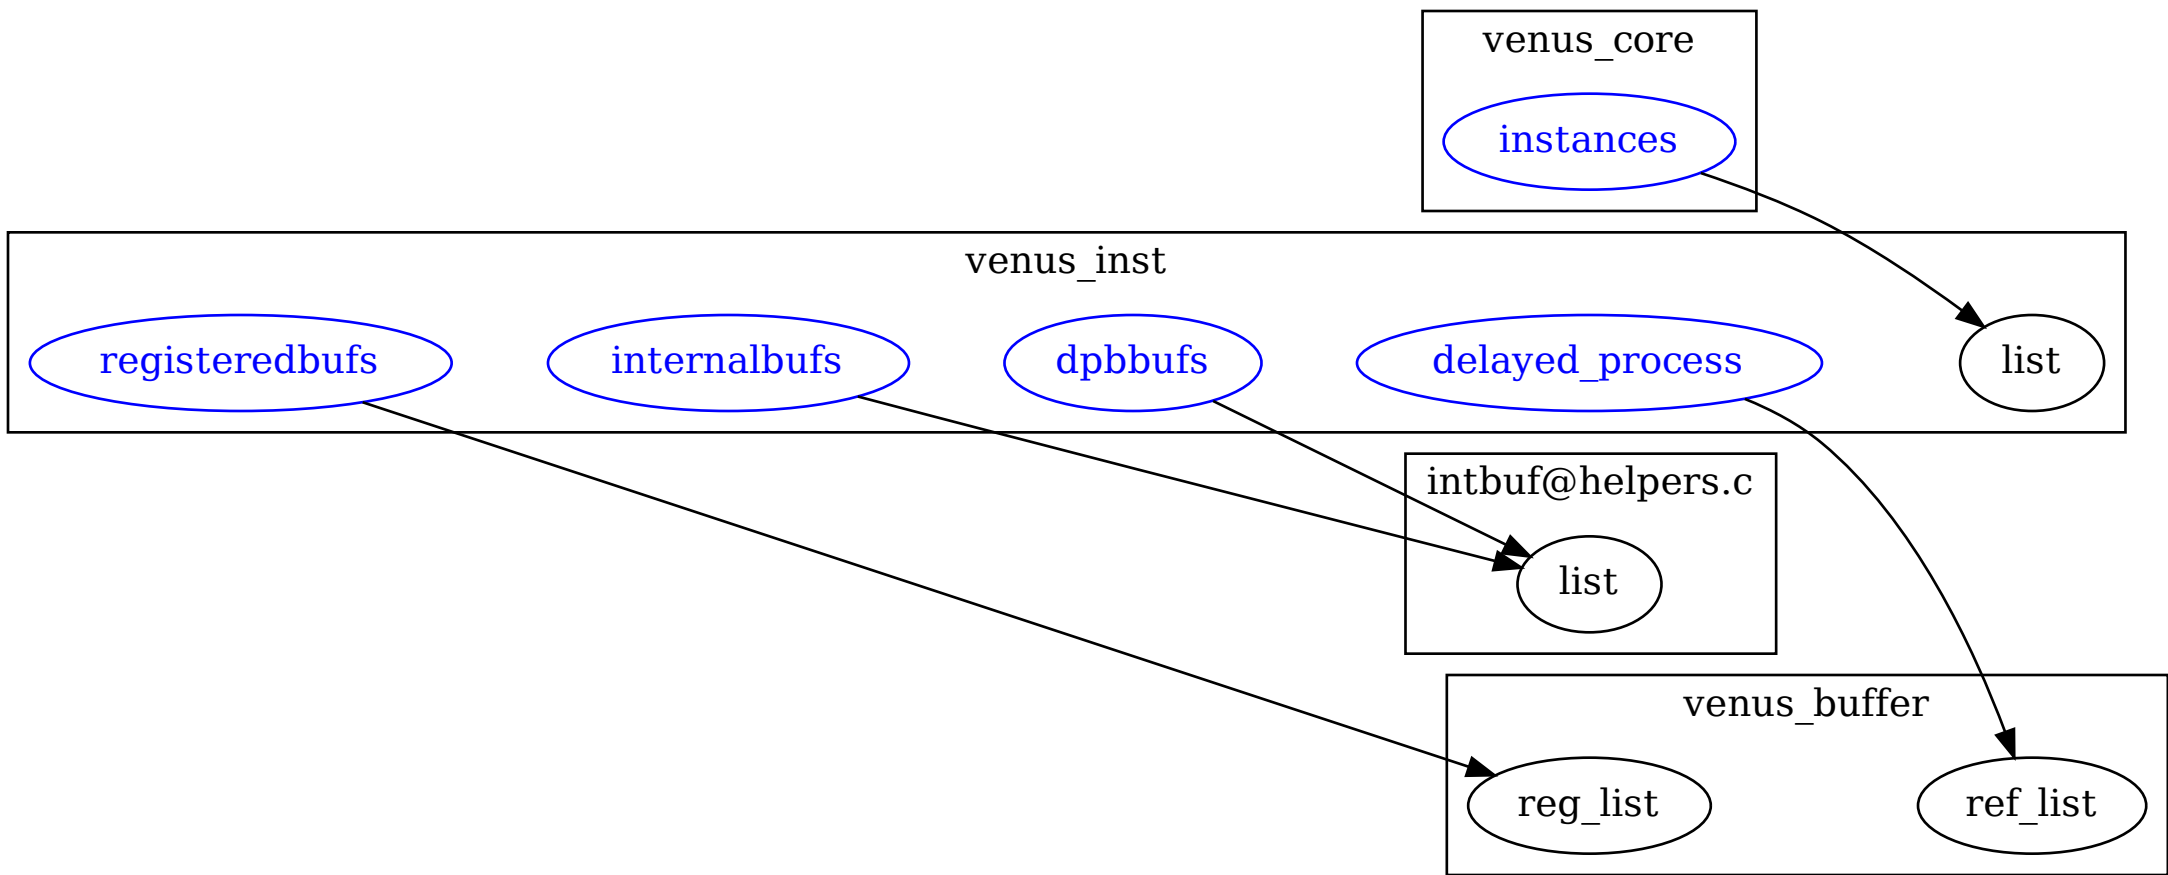 venus_core
instances
venus_inst
registeredbufs
internalbufs
dpbbufs
delayed_process
list
intbuf@helpers.c
list
venus_buffer
reg_list
ref_list